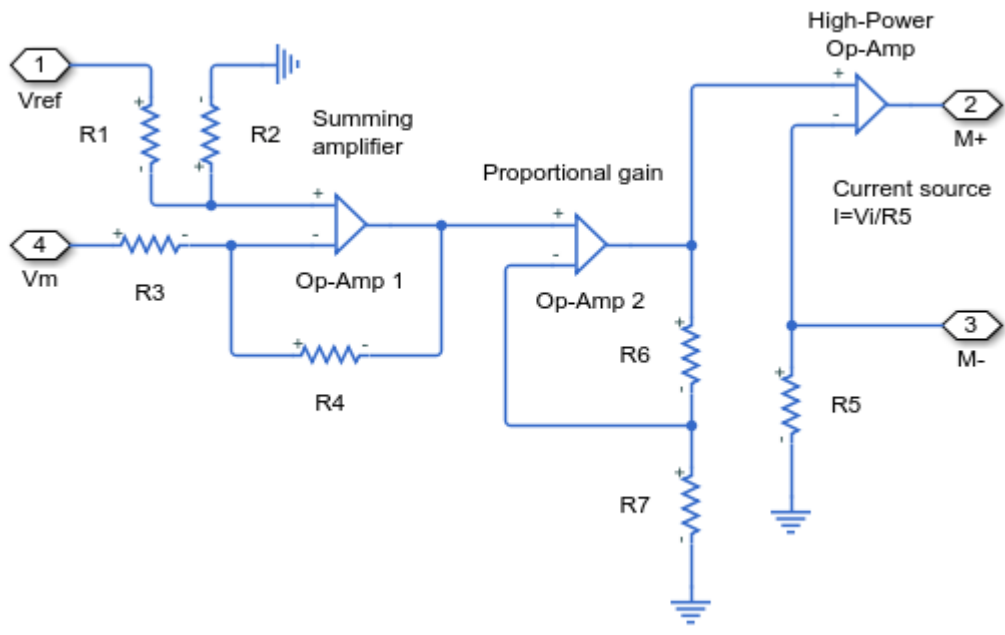 High-Power
Op-Amp
1
Vref
R1
R2
Summing
amplifier
+
-
-
+
+
-
2
M+
Proportional gain
Current source
I=Vi/R5
+
-
4
Vm
+
-
R3
Op-Amp 1
+
-
Op-Amp 2
+
-
R4
+
-
R6
3
M-
+
-
R5
+
-
R7